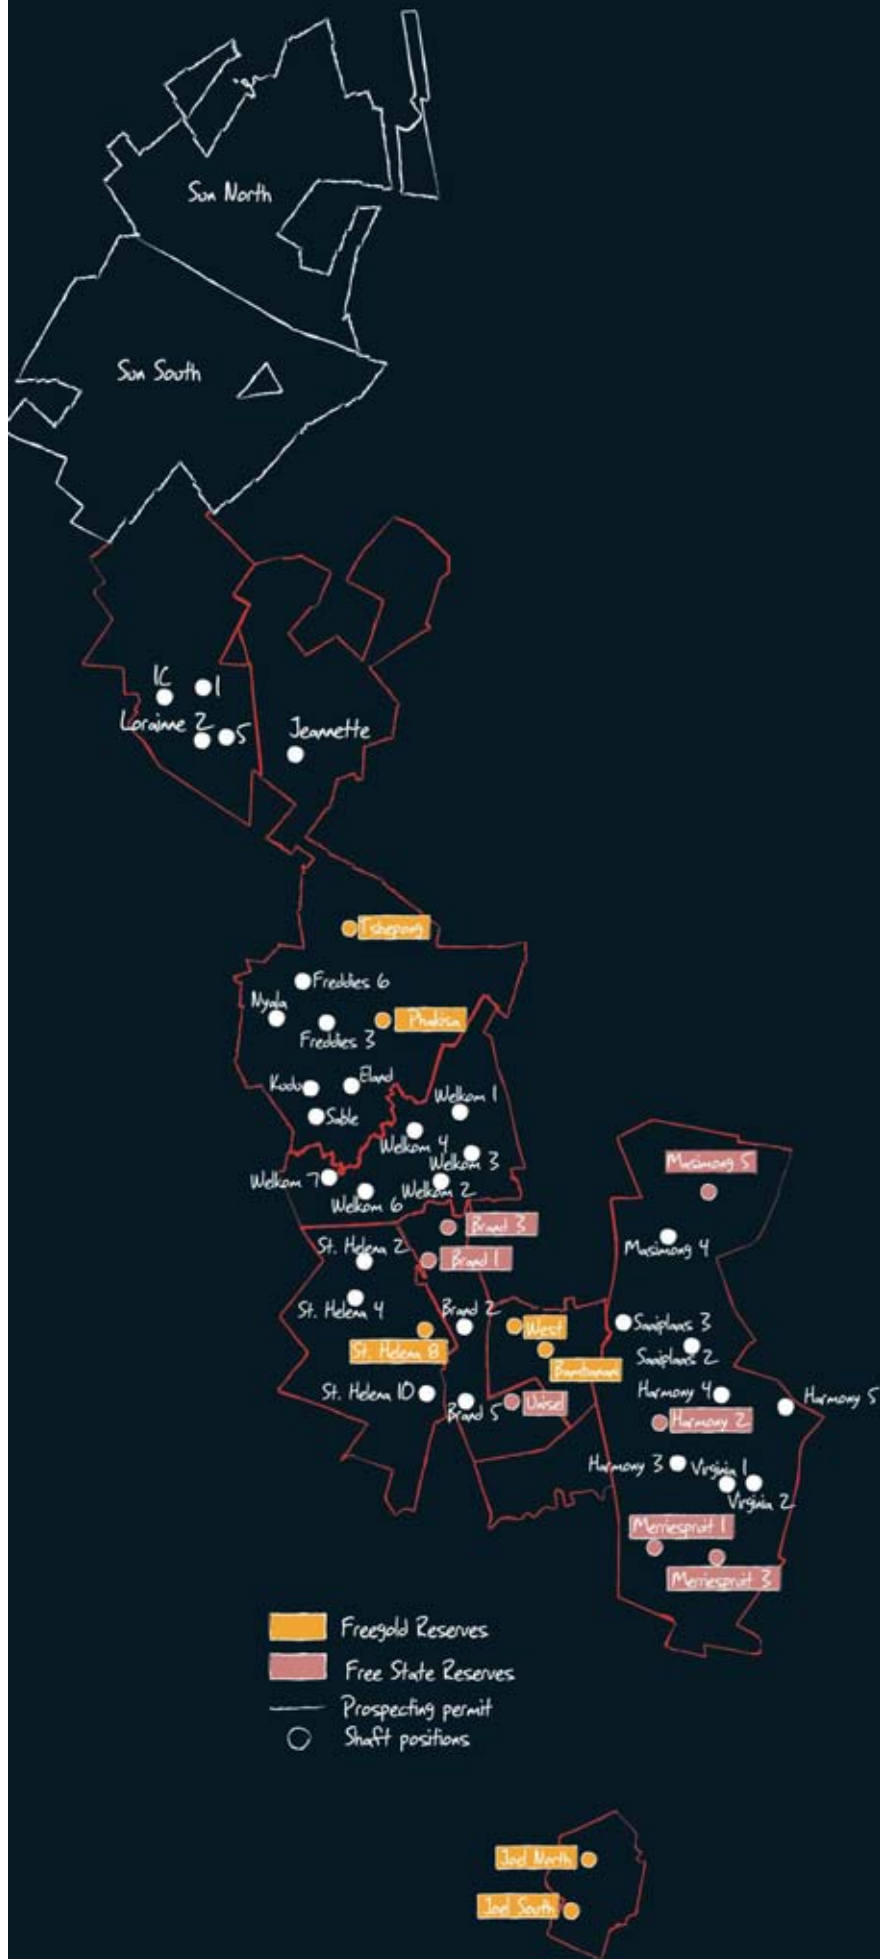 Sun North
Sun South
1C
1
Lorainne 2
5
Jeannette
Tshepong
Freddies 6
Nyala
Phakisa
Freddies 3
Eland
Kudu
Sable
Welkom 1
Welkom 4
Welkom 3
Welkom 7
Welkom 2
Welkom 6
Masimong 5
Brand 3
St. Helena 2
Brand 1
Masimong 4
St. Helena 4
Brand 2
West
Saaiplaas 3
St. Helena 8
Saaiplaas 2
Bambanani
St. Helena 10
Harmony 4
Harmony 5
Unisel
Brand 5
Harmony 2
Harmony 3
Virginia 1
Virginia 2
Merriespruit 1
Merriespruit 3
Freegold Reserves
Free State Reserves
Prospecting permit
Shaft positions
Joel North
Joel South